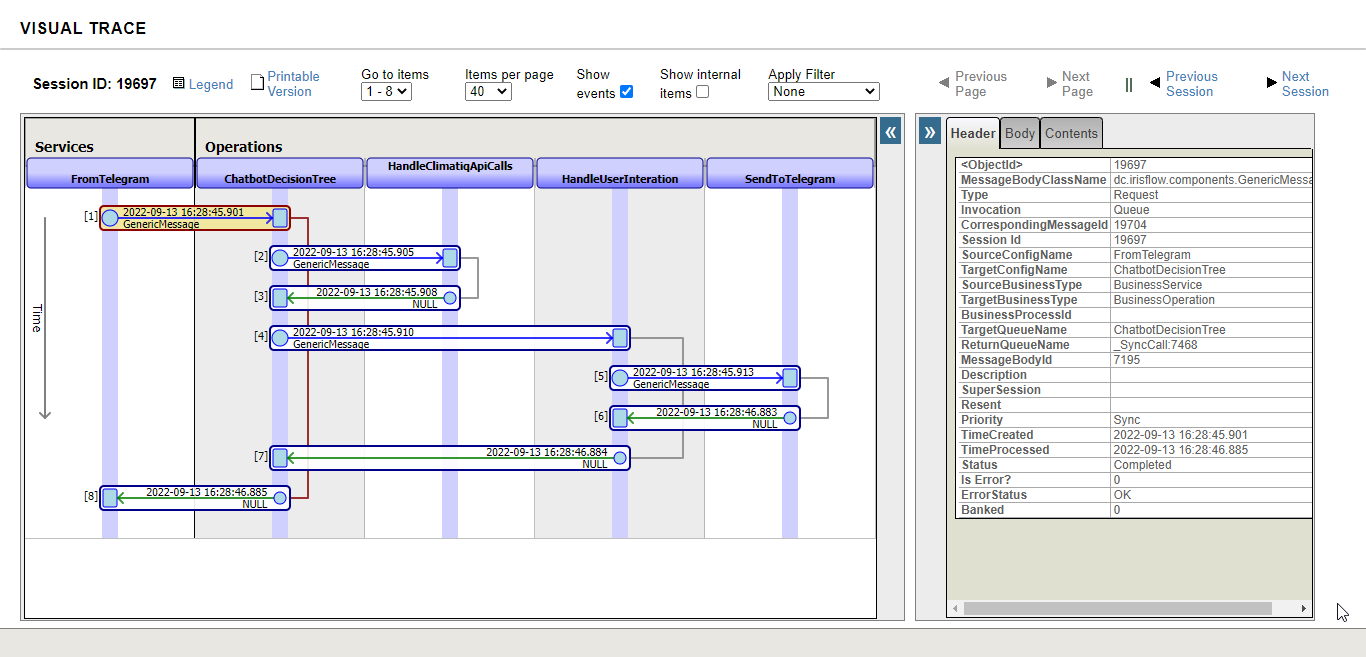 VISUAL TRACE
Session ID: 19697
Legend
Printable
Version
Go to items
1 - 8
Items per page
40
Show
events
Show internal
items
Apply Filter
None
Previous
Page
Next
Page
||
Previous
Session
Next
Session
Services
Operations
FromTelegram
ChatbotDecisionTree
HandleClimatiqApiCalls
HandleUserInteration
SendToTelegram
«
»
Time
[1] 2022-09-13 16:28:45.901
GenericMessage
[2] 2022-09-13 16:28:45.905
GenericMessage
[3] 2022-09-13 16:28:45.908
NULL
[4] 2022-09-13 16:28:45.910
GenericMessage
[5] 2022-09-13 16:28:45.913
GenericMessage
[6] 2022-09-13 16:28:46.883
NULL
[7] 2022-09-13 16:28:46.884
NULL
[8] 2022-09-13 16:28:46.885
NULL
Header Body Contents
<ObjectId> 19697
MessageBodyClassName dc.irisflow.components.GenericMessa
Type Request
Invocation Queue
CorrespondingMessageId 19704
Session Id 19697
SourceConfigName FromTelegram
TargetConfigName ChatbotDecisionTree
SourceBusinessType BusinessService
TargetBusinessType BusinessOperation
BusinessProcessId
TargetQueueName ChatbotDecisionTree
ReturnQueueName _SyncCall:7468
MessageBodyId 7195
Description
SuperSession
Resent
Priority Sync
TimeCreated 2022-09-13 16:28:45.901
TimeProcessed 2022-09-13 16:28:46.885
Status Completed
Is Error? 0
ErrorStatus OK
Banked 0